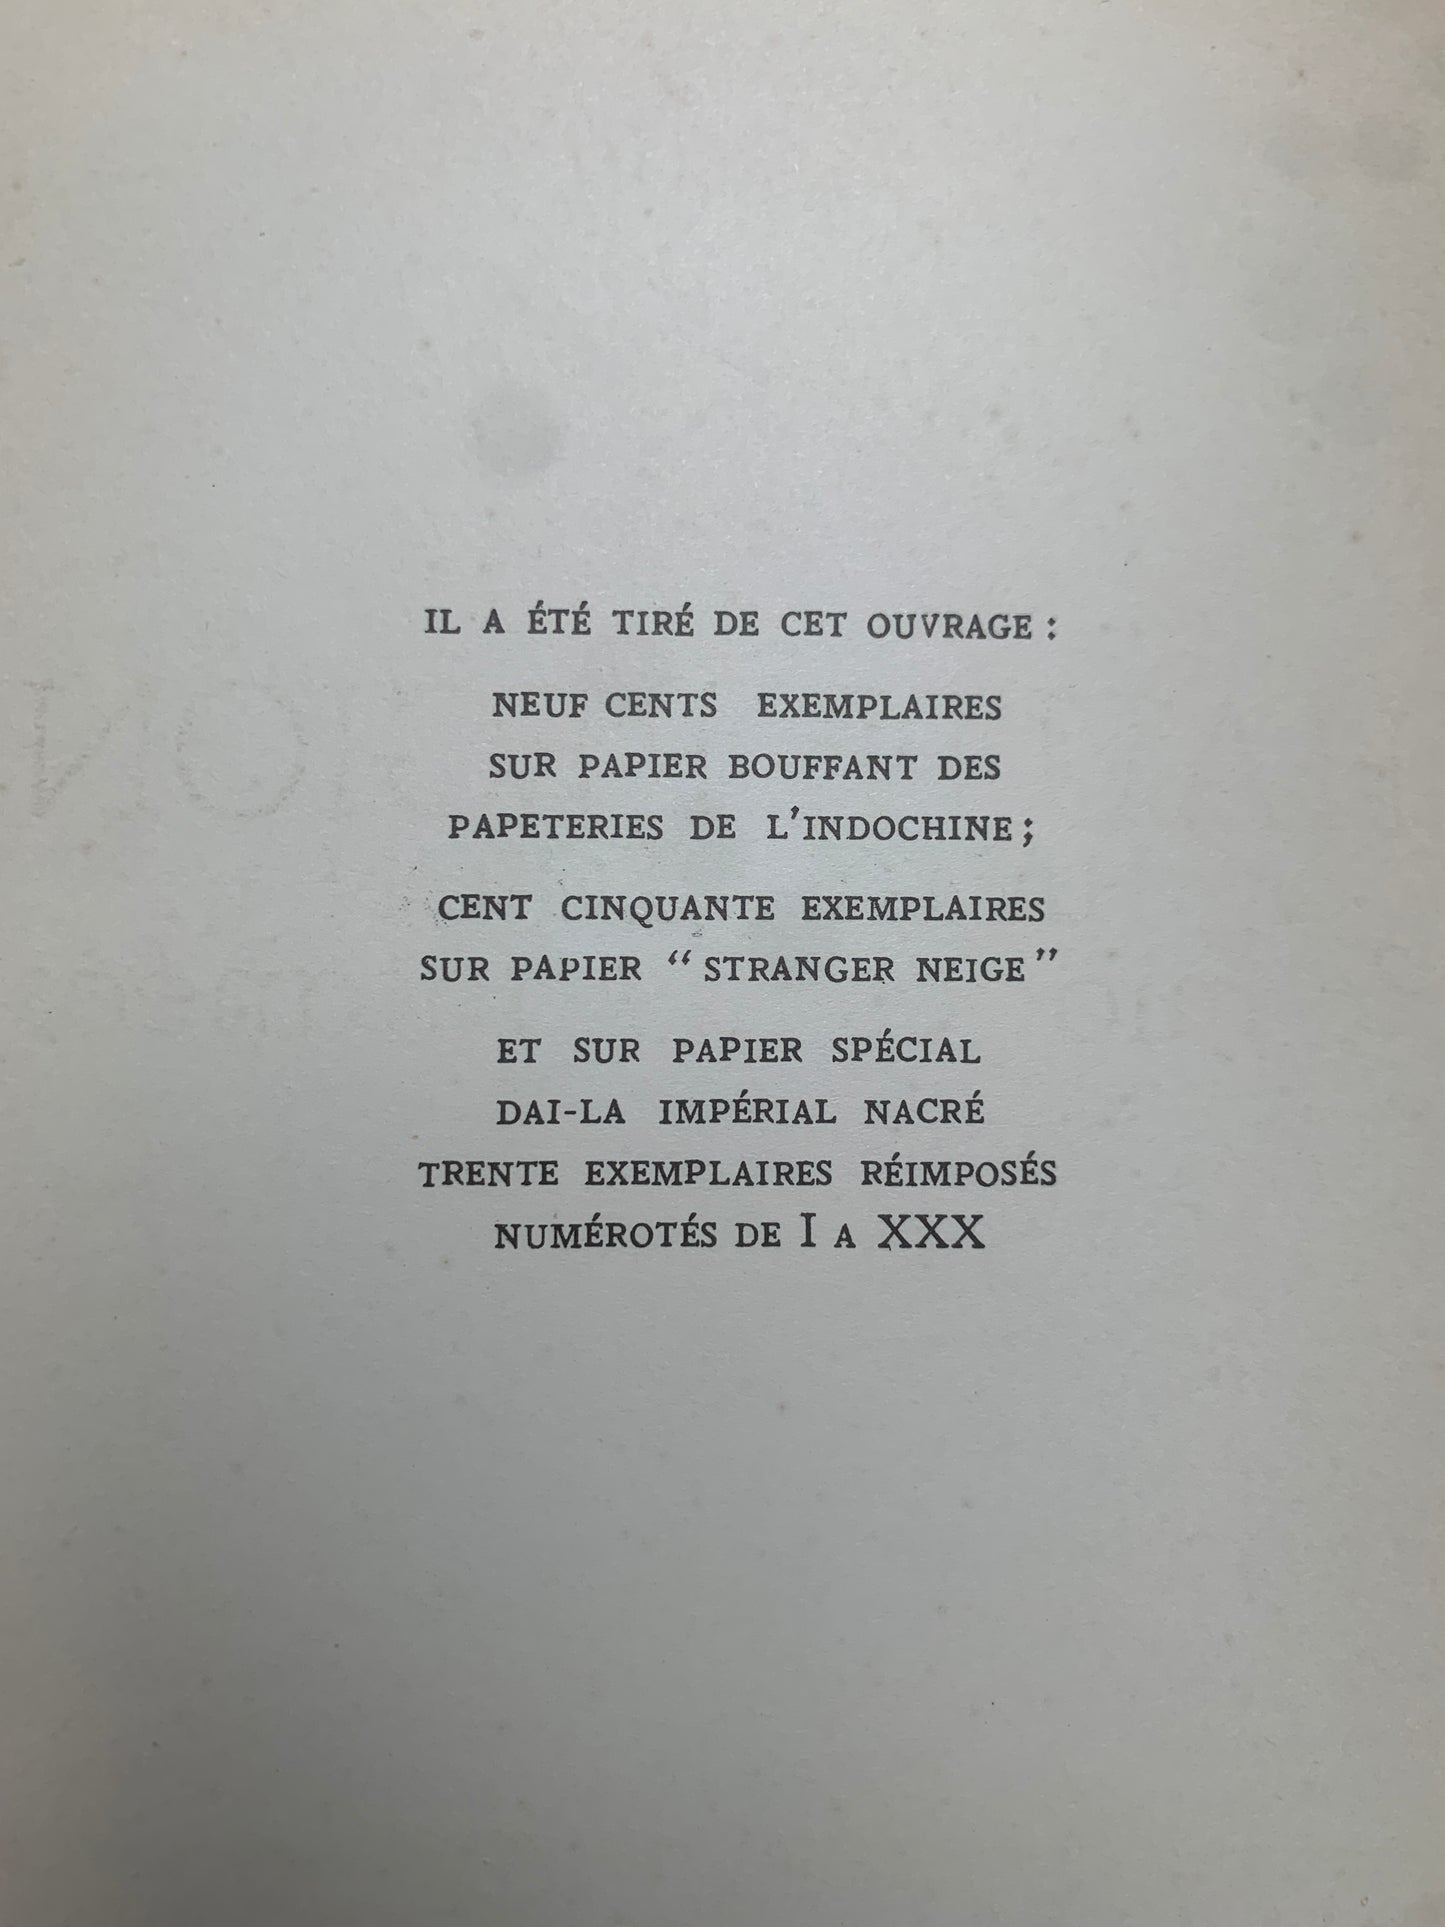 IL A ÉTÉ TIRÉ DE CET OUVRAGE :
NEUF CENTS EXEMPLAIRES
SUR PAPIER BOUFFANT DES
PAPETERIES DE L'INDOCHINE ;
CENT CINQUANTE EXEMPLAIRES
SUR PAPIER “ STRANGER NEIGE ”
ET SUR PAPIER SPÉCIAL
DAI-LA IMPÉRIAL NACRÉ
TRENTE EXEMPLAIRES RÉIMPOSÉS
NUMÉROTÉS DE I A XXX